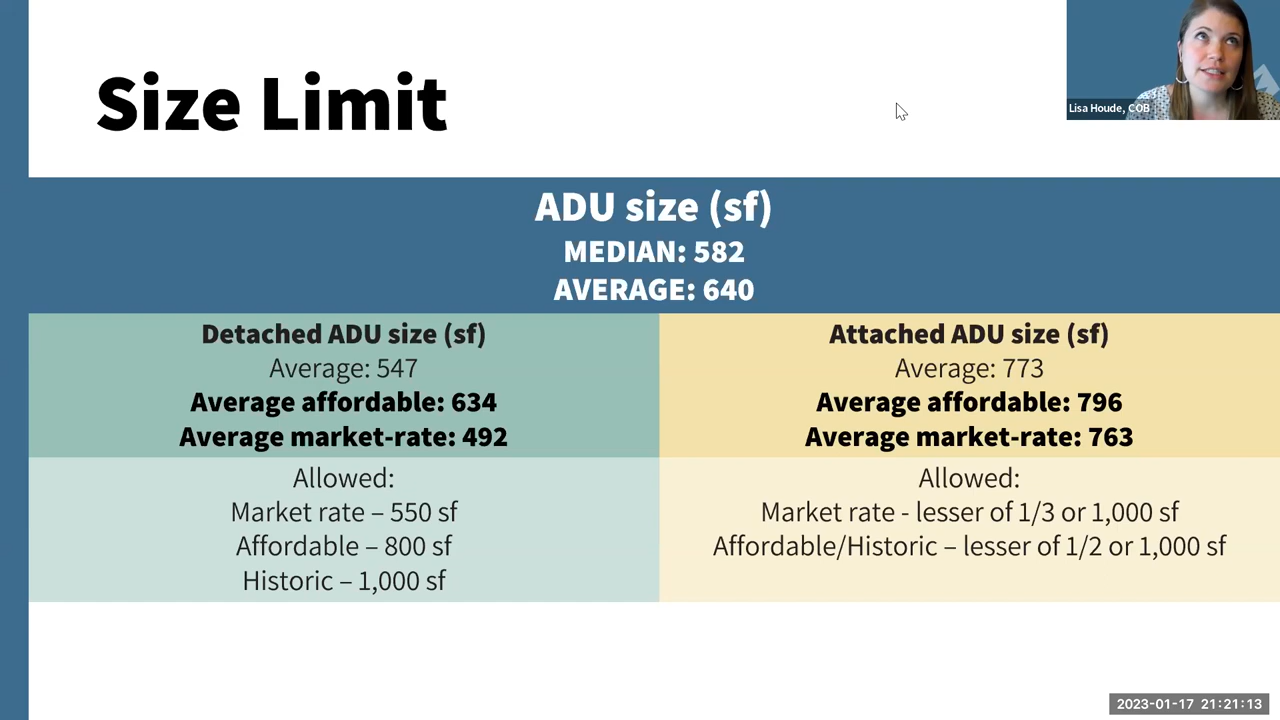 Size Limit
Lisa Houde, COB
ADU size (sf)
MEDIAN: 582
AVERAGE: 640
Detached ADU size (sf)
Average: 547
Average affordable: 634
Average market-rate: 492
Attached ADU size (sf)
Average: 773
Average affordable: 796
Average market-rate: 763
Allowed:
Market rate – 550 sf
Affordable – 800 sf
Historic – 1,000 sf
Allowed:
Market rate - lesser of 1/3 or 1,000 sf
Affordable/Historic – lesser of 1/2 or 1,000 sf
2023-01-17 21:21:13